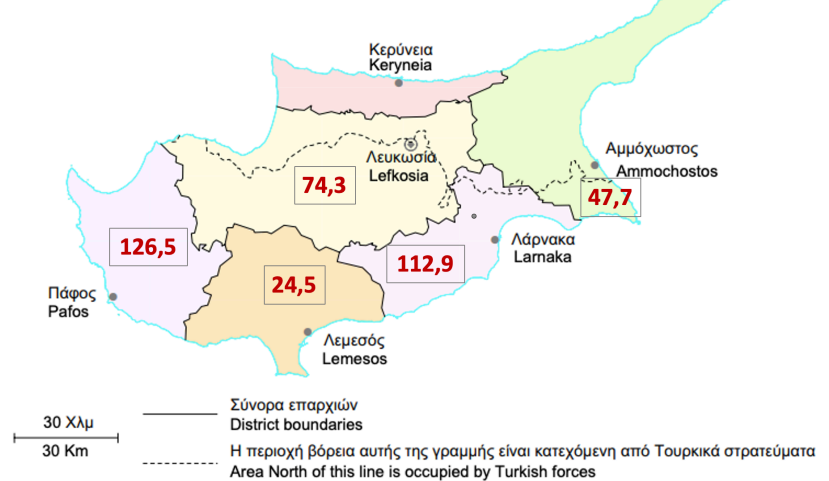 Κερύνεια
Keryneia
Αμμόχωστος
Ammochostos
Λευκωσία
Lefkosia
74,3
47,7
126,5
112,9
Λάρνακα
Larnaka
24,5
Πάφος
Pafos
Λεμεσός
Lemesos
30 Χλμ
30 Km
Σύνορα επαρχιών
District boundaries
Η περιοχή βόρεια αυτής της γραμμής είναι κατεχόμενη από Τουρκικά στρατεύματα
Area North of this line is occupied by Turkish forces